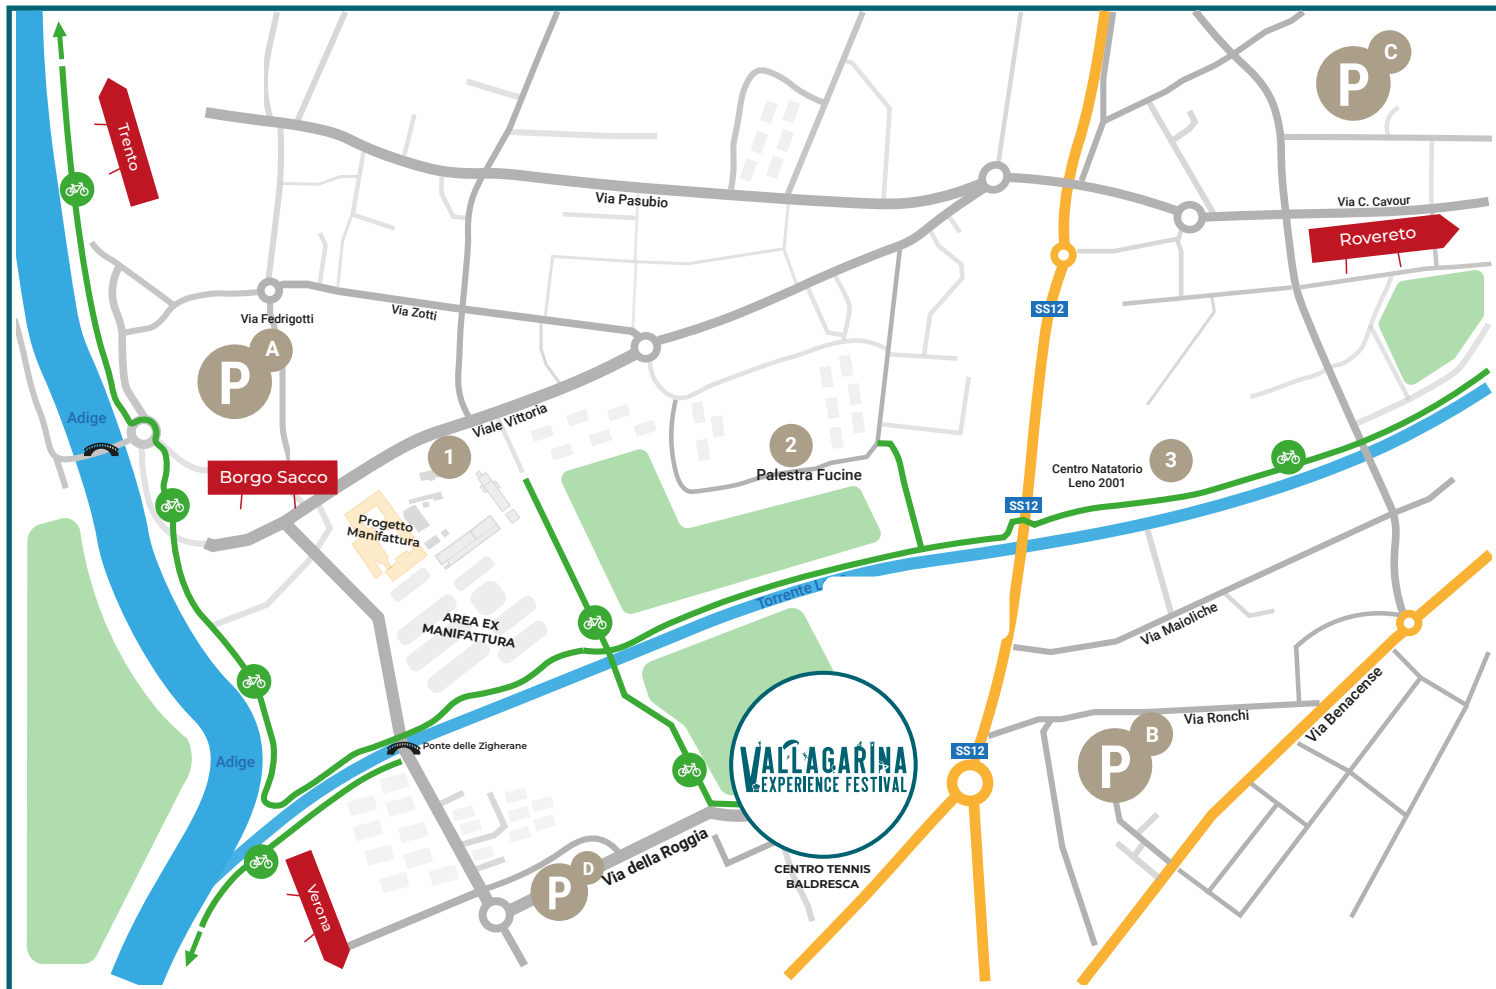 C
P
Trento
Via Pasubio
Via C. Cavour
Rovereto
SS12
Via Zotti
Via Fedrigotti
A
P
Adige
Viale Vittoria
1
2
Palestra Fucine
3
Centro Natatorio
Leno 2001
Borgo Sacco
SS12
Progetto
Manifattura
Torrente L
AREA EX
MANIFATTURA
Via Maioliche
Via Benacense
Via Ronchi
B
P
SS12
Ponte delle Zigherane
Adige
VALLAGARINA
EXPERIENCE FESTIVAL
CENTRO TENNIS
BALDRESCA
Via della Roggia
D
P
Verona